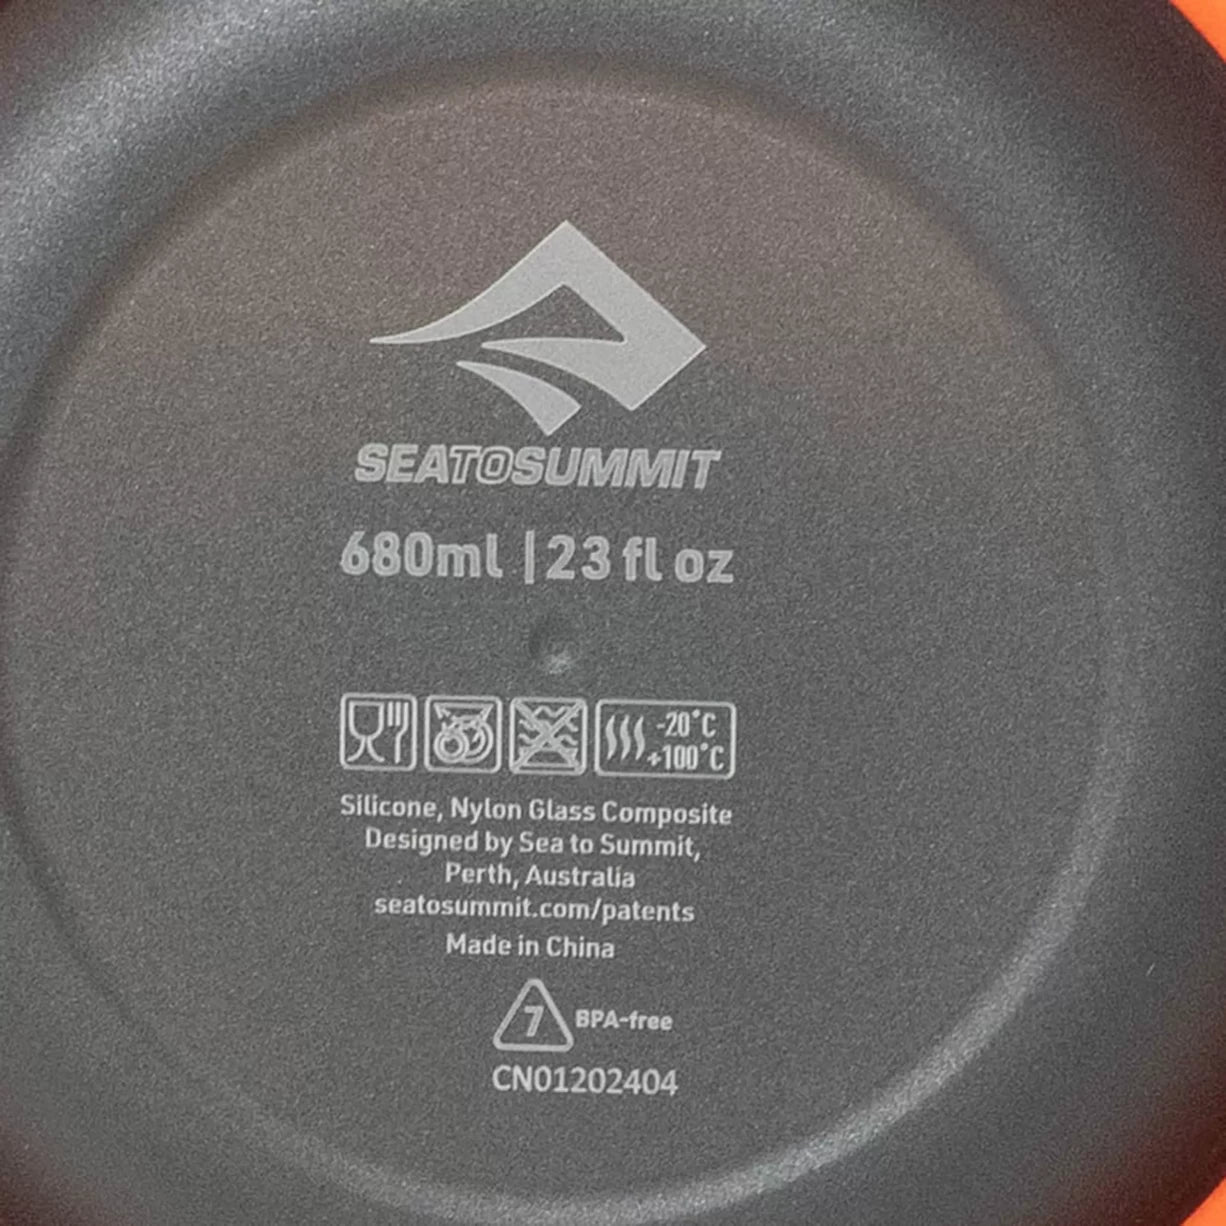 SEATOSUMMIT
680ml | 23 fl oz
-20°C
+100°C
Silicone, Nylon Glass Composite
Designed by Sea to Summit,
Perth, Australia
seatosummit.com/patents
Made in China
7 BPA-free
CN01202404